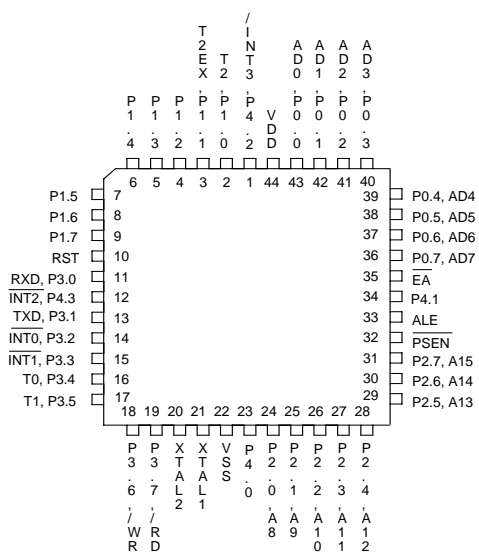 P1.4
P1.3
P1.2
T2EX,P1.1
T2,P1.0
/INT3,P4.2
VDD
AD0,P0.0
AD1,P0.1
AD2,P0.2
AD3,P0.3
6 5 4 3 2 1 44 43 42 41 40
P1.5 7
P1.6 8
P1.7 9
RST 10
RXD, P3.0 11
INT2, P4.3 12
TXD, P3.1 13
INT0, P3.2 14
INT1, P3.3 15
T0, P3.4 16
T1, P3.5 17
39 P0.4, AD4
38 P0.5, AD5
37 P0.6, AD6
36 P0.7, AD7
35 EA
34 P4.1
33 ALE
32 PSEN
31 P2.7, A15
30 P2.6, A14
29 P2.5, A13
18 19 20 21 22 23 24 25 26 27 28
P3.6,/WR
P3.7,/RD
XTAL2
XTAL1
VSS
P4.0
P2.0,A8
P2.1,A9
P2.2,A10
P2.3,A11
P2.4,A12